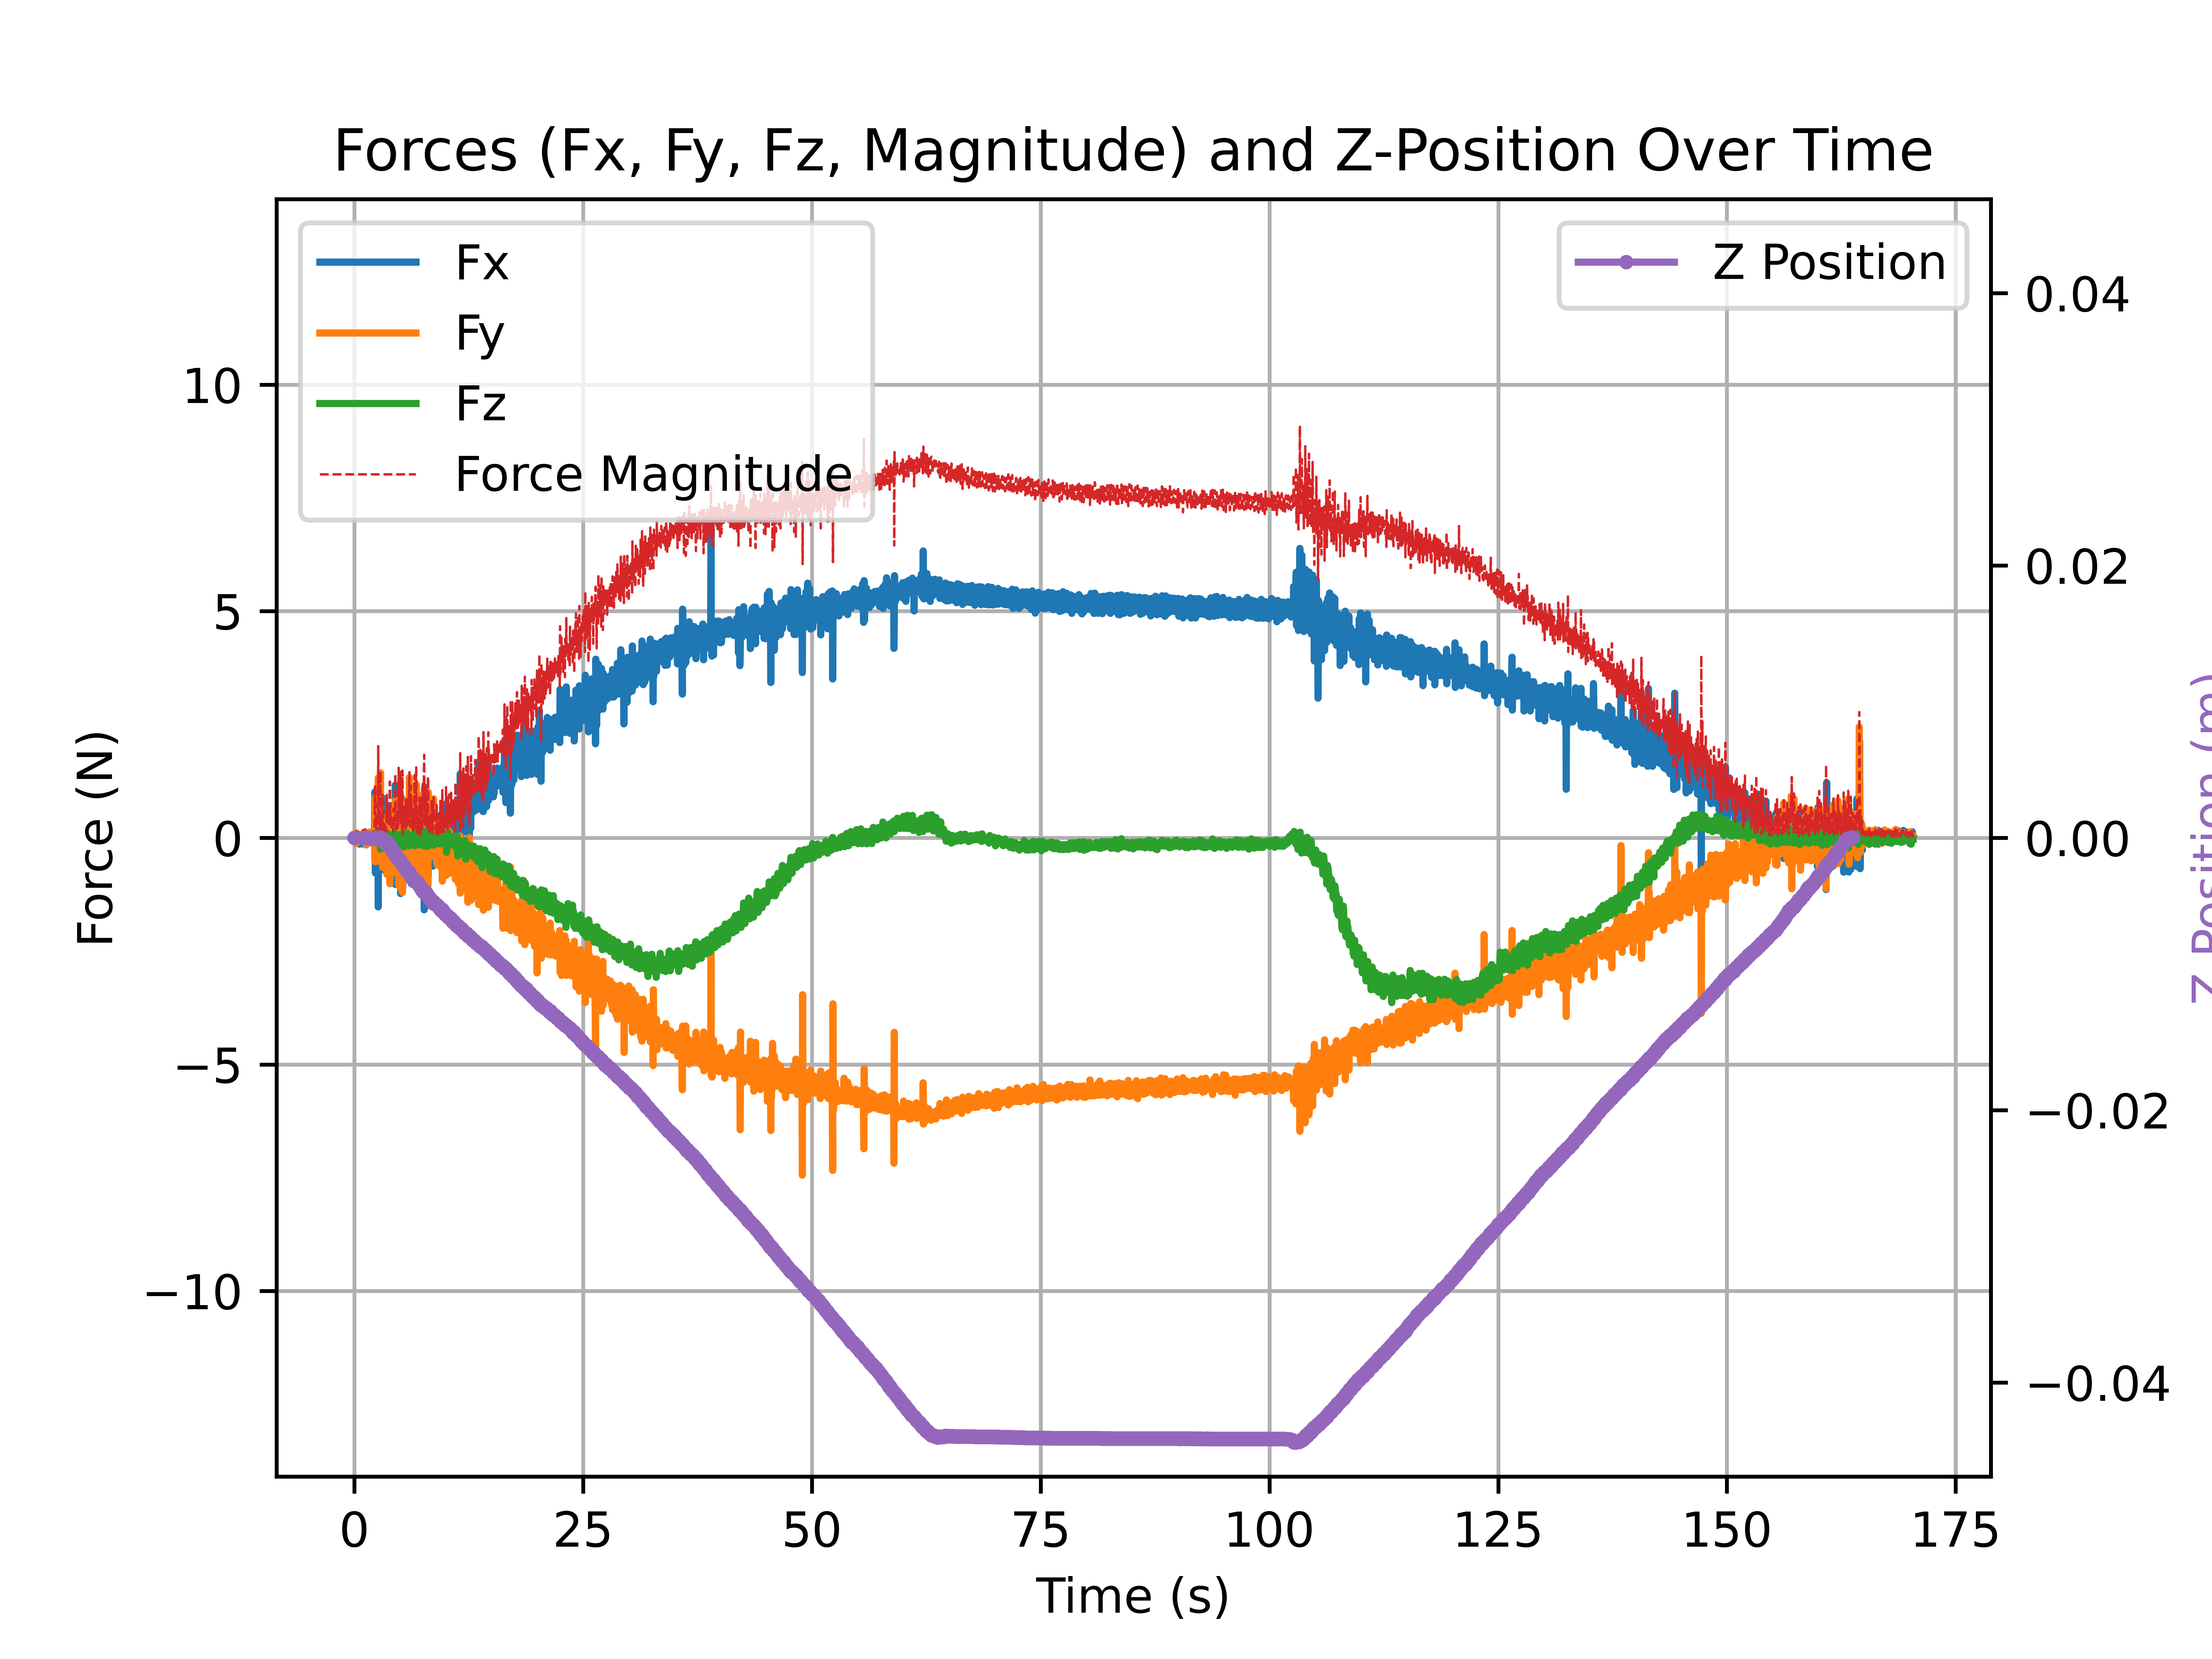 Forces (Fx, Fy, Fz, Magnitude) and Z-Position Over Time
Fx
Fy
Fz
Force Magnitude
Z Position
10
5
0
−5
−10
Force (N)
0.04
0.02
0.00
−0.02
−0.04
Z Position (m)
0 25 50 75 100 125 150 175
Time (s)